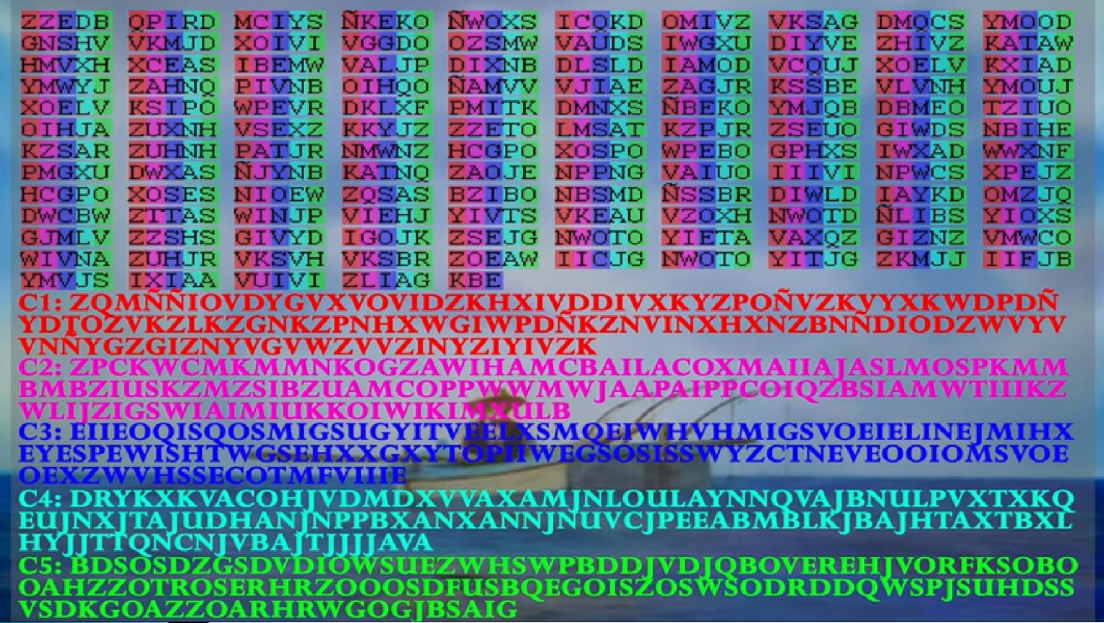 ZZEDB QPIRD MCIYS ÑKEKO ÑWOXS ICQKD OMIVZ VKSAG DMQCS YMOOD
GNSHV VKMJD XOIVI VGGDO OZSMW VAUDS IWGXU DIYVE ZHIVZ KATAW
HMVXH XCEAS IBEMW VALJP DIXNB DLSLD IAMOD VCQUJ XOELV KXIAD
YMWYJ ZAHNQ PIVNB OIHQO ÑAMVV VJIAE ZAGJR KSSBE VLVNH YMOUJ
XOELV KSIPO WPEVR DKLXF PMITK DMNXS ÑBEKO YMJQB DBMEO TZIUO
OIHJA ZUXNH VSEXZ KKYJZ ZZETO LMSAT KZPJR ZSEUO GIWDS NBIHE
KZSAR ZUHNH PATJR NMWNZ HCGPO XOSPO WPEBO GPHXS IWXAD WWXNF
PMGXU DWXAS ÑJYNB KATNQ ZAOJE NPPNG VAIUO IIIVI NPWCS XPEJZ
HCGPO XOSES NIOEW ZQSAS BZIBO NBSMD ÑSSBR DIWLD IAYKD OMZJQ
DWCBW ZTTAS WINJP VIEHJ YIVTS VKEAU VZOXH NWOTD ÑLIBS YIOXS
GJMLV ZZSHS GIVYD IGOJK ZSEJG NWOTO YIETA VAXQZ GIZNZ VMWCO
WIVNA ZUHJR VKSVH VKSBR ZOEAW IICJG NWOTO YITJG ZKMJJ IIFJB
YMVJS IXIAA VUIVI ZLIAG KBE
C1: ZQMÑÑIOVDYGVXVOVIDZKHXIVDDIVXKYZPOÑVZKVYXKWDPDÑ
YDTOZVKZLKZGNKZPNHXWGIWPDÑKZNVINXHXNZBNÑDIODZWVYV
VNÑYGZGIZNYVGVWZVVZINYZIYIVZK
C2: ZPCKWCMKMMNKOGZAWIHAMCBAILACOXMAIIAJASLMOSPKMM
BMBZIUSKZMZSIBZUAMCOPPWWMWJAAPAIPPCOIQZBSIAMWTIIIKZ
WLIJZIGSWIAIMIUKKOIWIKIMXULB
C3: EIIEOQISQOSMIGSUGYITVEELXSMQEIWHVHMIGSVOEIELINEJMIHX
EYESPEWISHTWGSEHXXGXYTOPIIWEGSOSISSWYZCTNEVEOOIOMSVOE
OEXZWVHSSECOTMFVIIIE
C4: DRYKXKVACOHJVDMDXVVAXAMJNLOULAYNNQVAJBNULPVXTXKQ
EUJNXJTAJUDHANJNPPBXANXANNJNUVCJPEEABMBLKJBAJHTAXTBXL
HYJJTTQNCNJVBAJTJJJJAVA
C5: BDSOSDZGSDVDIOWSUEZWHSWPBDDJVDJQBOVEREHJVORFKSOBO
OAHZZOTROSERHRZOOOSDFUSBQEGOISZOSWSODRDDQWSPJSUHDSS
VSDKGOAZZOARHRWGOGJBSAIG